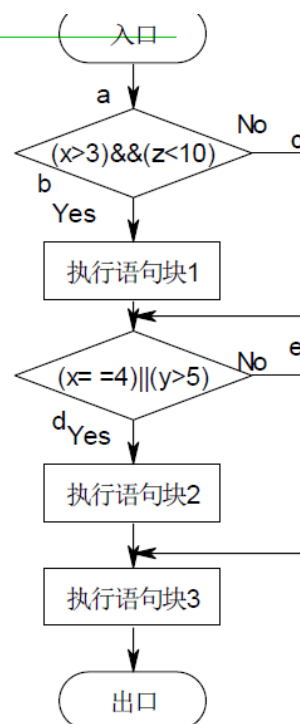 入口
a
No
(x>3)&&(z<10)
c
b
Yes
执行语句块1
(x= =4)||(y>5)
No
e
d
Yes
执行语句块2
执行语句块3
出口